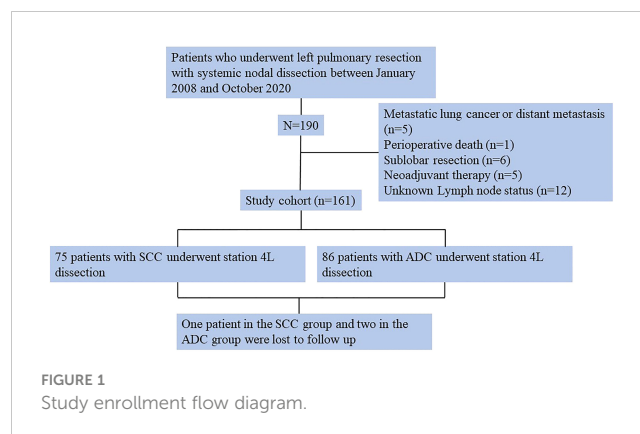 Patients who underwent left pulmonary resection
with systemic nodal dissection between January
2008 and October 2020
N=190
Metastatic lung cancer or distant metastasis
(n=5)
Perioperative death (n=1)
Sublobar resection (n=6)
Neoadjuvant therapy (n=5)
Unknown Lymph node status (n=12)
Study cohort (n=161)
75 patients with SCC underwent station 4L
dissection
86 patients with ADC underwent station 4L
dissection
One patient in the SCC group and two in the
ADC group were lost to follow up
FIGURE 1
Study enrollment flow diagram.